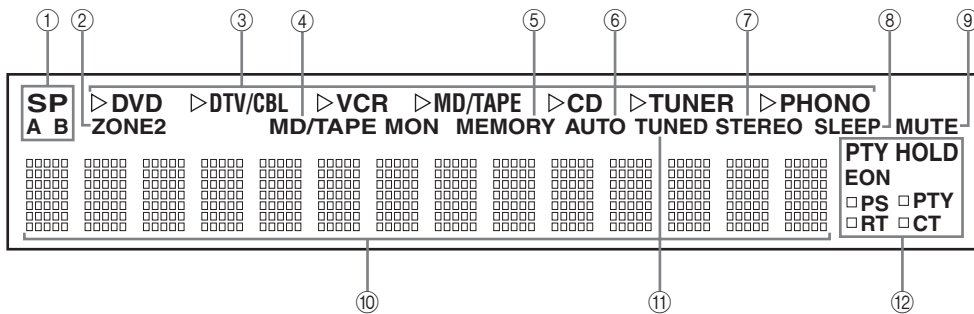 ① ② ③ ④ ⑤ ⑥ ⑦ ⑧ ⑨
SP ▷DVD ▷DTV/CBL ▷VCR ▷MD/TAPE ▷CD ▷TUNER ▷PHONO
A B ZONE2 MD/TAPE MON MEMORY AUTO TUNED STEREO SLEEP MUTE
PTY HOLD
EON
□PS □PTY
□RT □CT
⑩ ⑪ ⑫